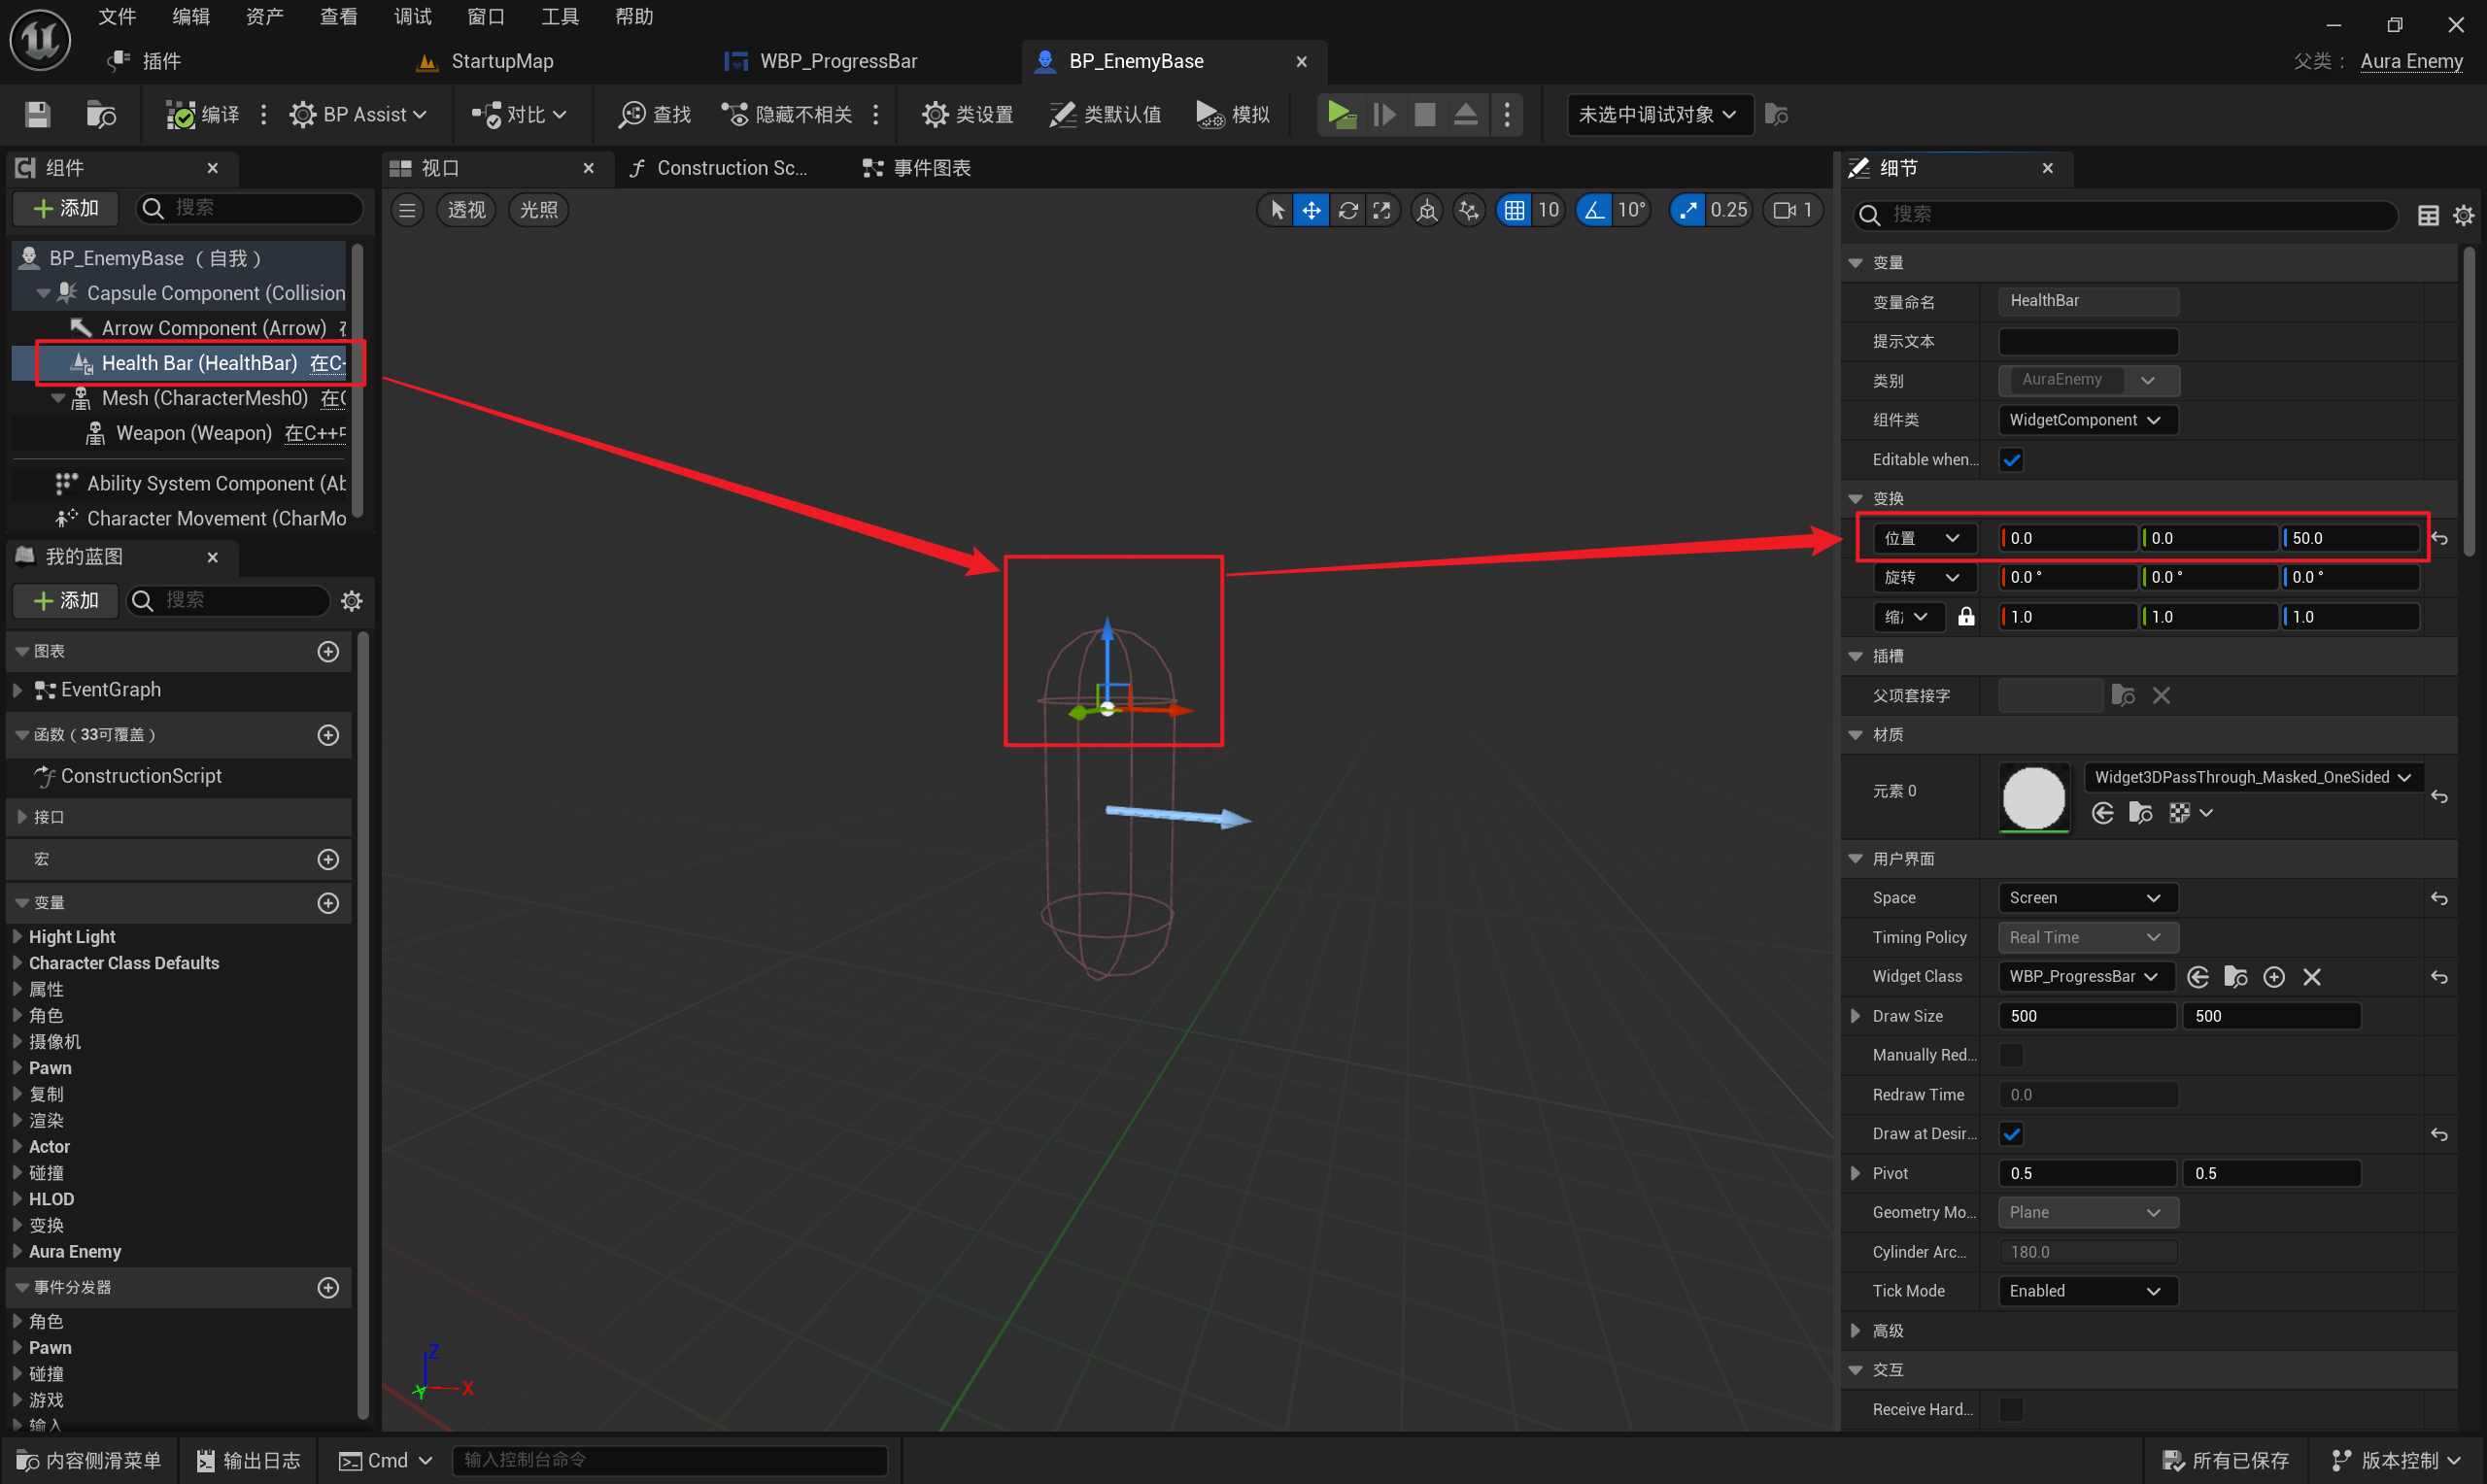 文件 编辑 资产 查看 调试 窗口 工具 帮助
插件 StartupMap WBP_ProgressBar BP_EnemyBase 父类： Aura Enemy
编译 BP Assist 对比 查找 隐藏不相关 类设置 类默认值 模拟 未选中调试对象
组件
添加 搜索
BP_EnemyBase （自我）
Capsule Component (Collision
Arrow Component (Arrow)
Health Bar (HealthBar) 在C+
Mesh (CharacterMesh0) 在C
Weapon (Weapon) 在C++中
Ability System Component (Ab
Character Movement (CharMo
我的蓝图
添加 搜索
图表
EventGraph
函数（33可覆盖）
ConstructionScript
接口
宏
变量
Hight Light
Character Class Defaults
属性
角色
摄像机
Pawn
复制
渲染
Actor
碰撞
HLOD
变换
Aura Enemy
事件分发器
角色
Pawn
碰撞
游戏
输入
视口 Construction Sc... 事件图表
透视 光照 10 10° 0.25 1
Z
Y X
细节
搜索
变量
变量命名 HealthBar
提示文本
类别 AuraEnemy
组件类 WidgetComponent
Editable when...
变换
位置 0.0 0.0 50.0
旋转 0.0 ° 0.0 ° 0.0 °
缩 1.0 1.0 1.0
插槽
父项套接字
材质
元素 0 Widget3DPassThrough_Masked_OneSided
用户界面
Space Screen
Timing Policy Real Time
Widget Class WBP_ProgressBar
Draw Size 500 500
Manually Red...
Redraw Time 0.0
Draw at Desir...
Pivot 0.5 0.5
Geometry Mo... Plane
Cylinder Arc... 180.0
Tick Mode Enabled
高级
交互
Receive Hard...
内容侧滑菜单 输出日志 Cmd 输入控制台命令 所有已保存 版本控制